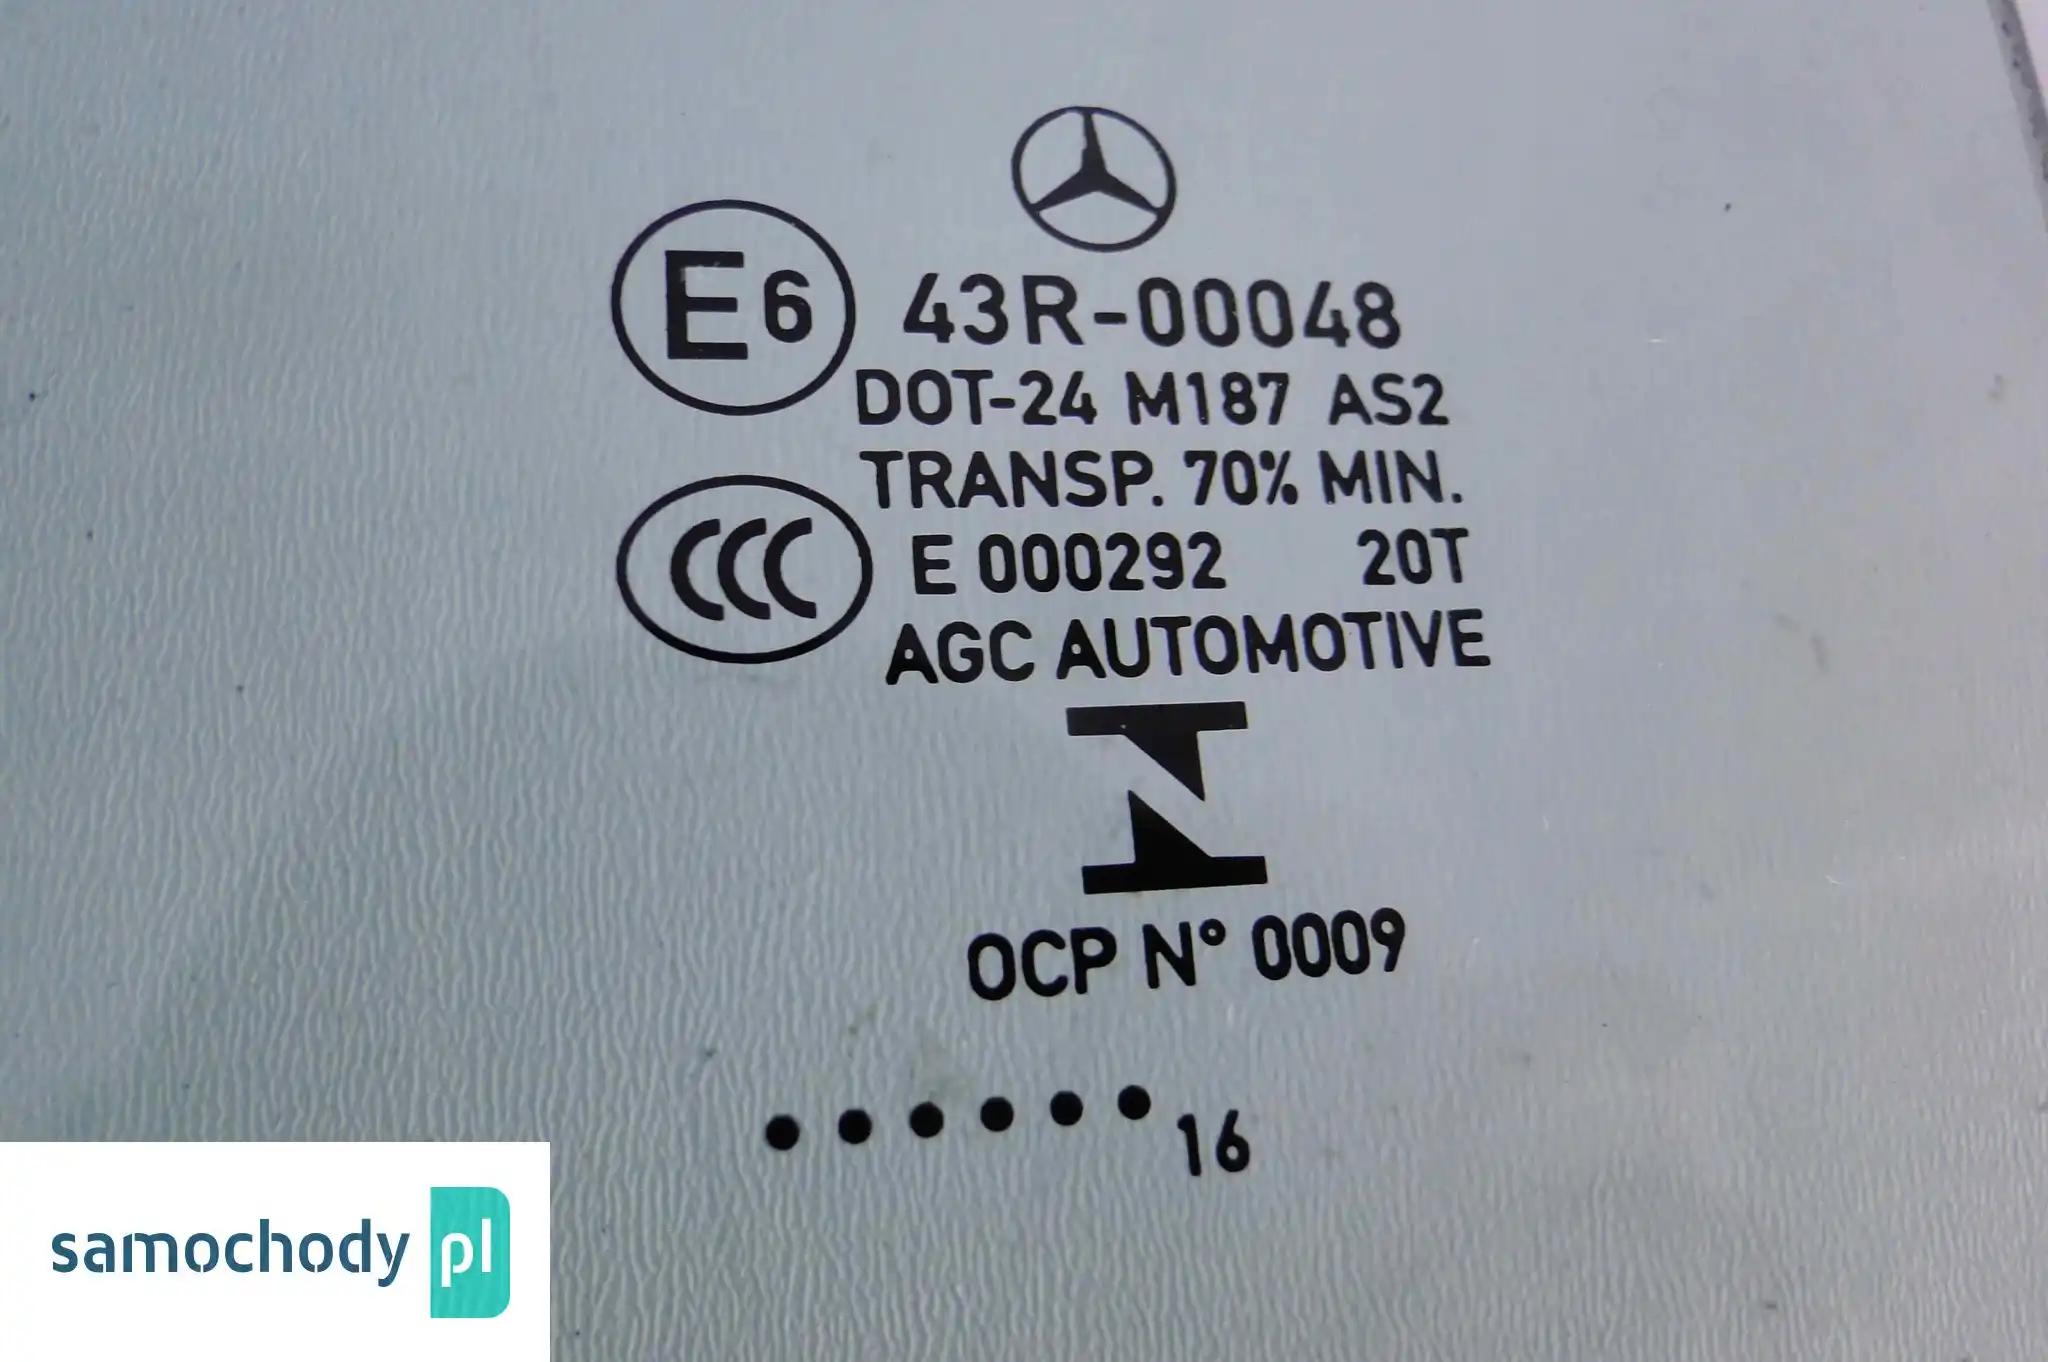 E6 43R-00048
DOT-24 M187 AS2
TRANSP. 70% MIN.
CCC E 000292 20T
AGC AUTOMOTIVE
OCP N° 0009
16
samochody pl